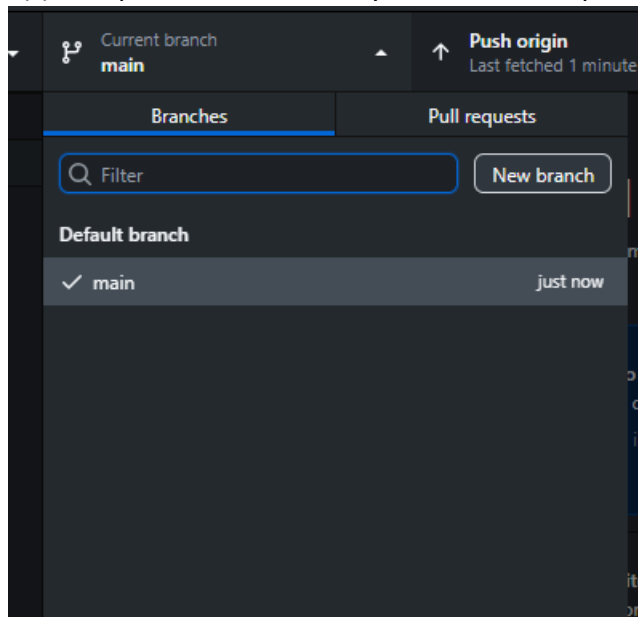 Current branch
main
Push origin
Last fetched 1 minute
Branches
Pull requests
Filter
New branch
Default branch
main
just now